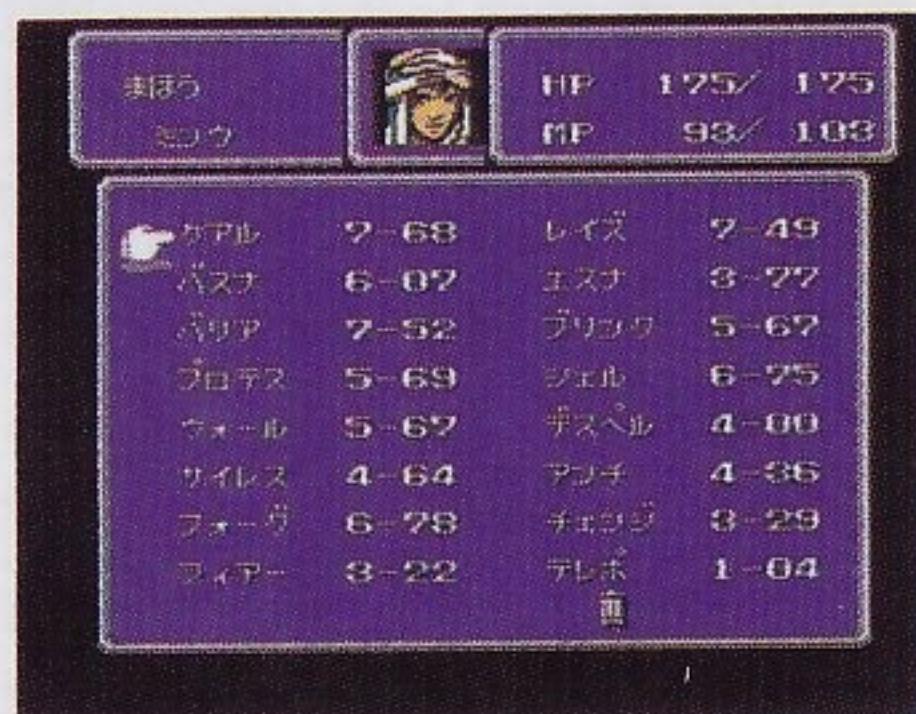 まほう
ミンウ
HP 175/ 175
MP 93/ 103
ケアル 7-68 レイズ 7-49
バスナ 6-07 エスナ 3-77
バリア 7-52 ブリンク 5-67
プロテス 5-69 シェル 6-75
ウォール 5-67 デスペル 4-00
サイレス 4-64 アンチ 4-36
フォーグ 6-78 チェンジ 3-29
フィアー 3-22 テレポ 1-04